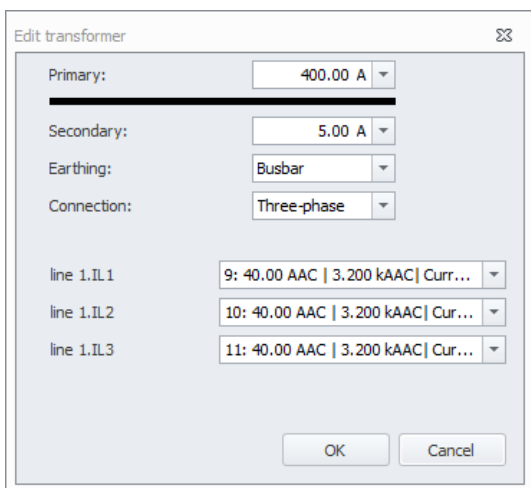 Edit transformer
Primary: 400.00 A
Secondary: 5.00 A
Earthing: Busbar
Connection: Three-phase
line 1.IL1 9: 40.00 AAC | 3.200 kAAC| Curr...
line 1.IL2 10: 40.00 AAC | 3.200 kAAC| Cur...
line 1.IL3 11: 40.00 AAC | 3.200 kAAC| Cur...
OK Cancel